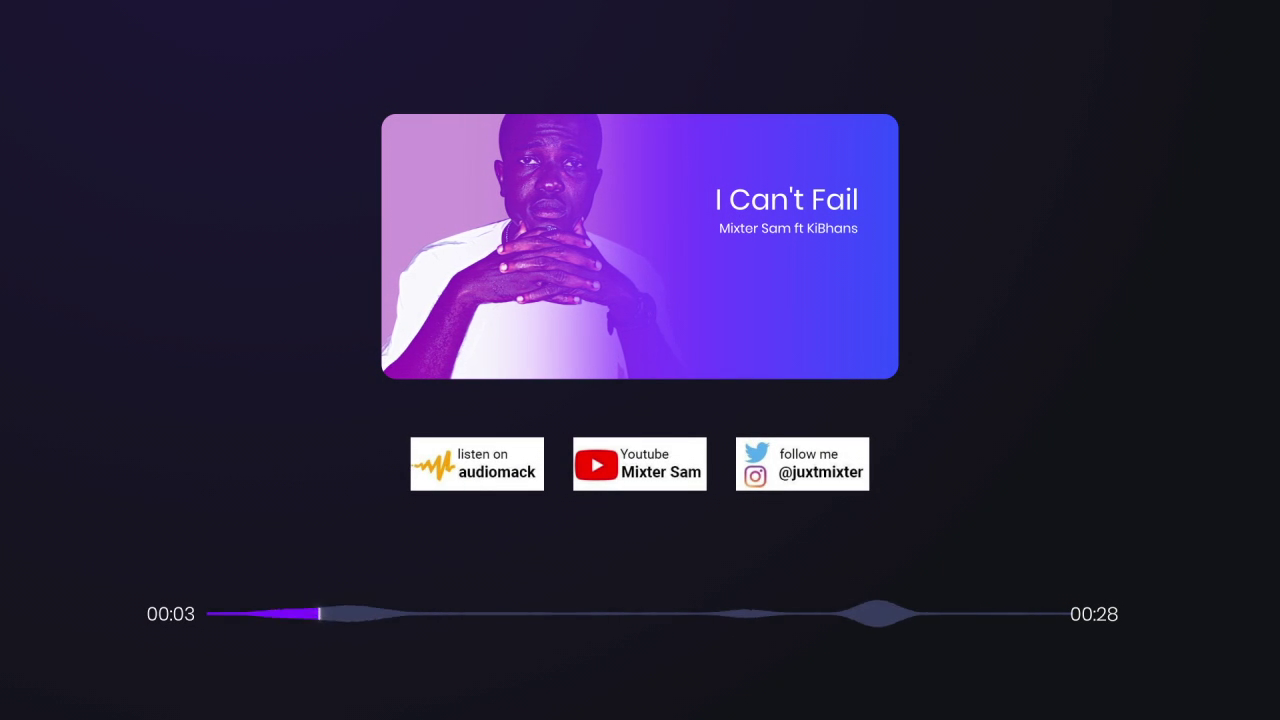 I Can't Fail
Mixter Sam ft KiBhans
listen on
audiomack
Youtube
Mixter Sam
follow me
@juxtmixter
00:03
00:28